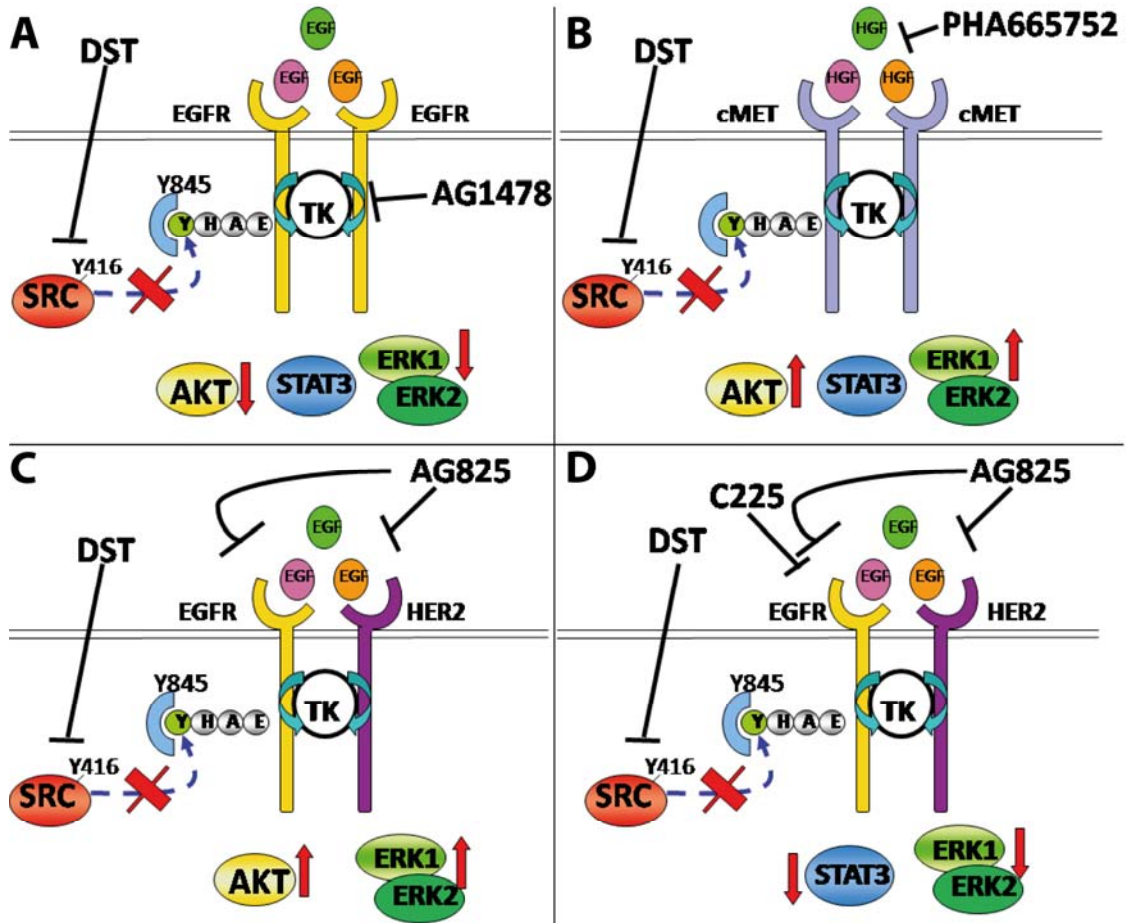 A
DST
EGF
EGF EGF
EGFR EGFR
Y845
Y H A E
TK
AG1478
Y416
SRC
AKT
STAT3
ERK1
ERK2
B
DST
HGF
PHA665752
HGF HGF
cMET cMET
Y H A E
TK
Y416
SRC
AKT
STAT3
ERK1
ERK2
C
AG825
DST
EGF
EGF EGF
EGFR HER2
Y845
Y H A E
TK
Y416
SRC
AKT
ERK1
ERK2
D
AG825
C225
DST
EGF
EGF EGF
EGFR HER2
Y845
Y H A E
TK
Y416
SRC
STAT3
ERK1
ERK2